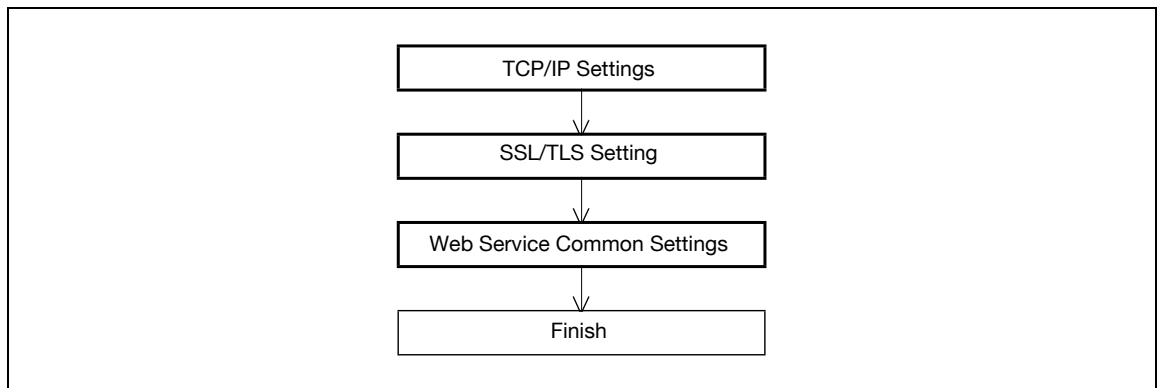 TCP/IP Settings
SSL/TLS Setting
Web Service Common Settings
Finish